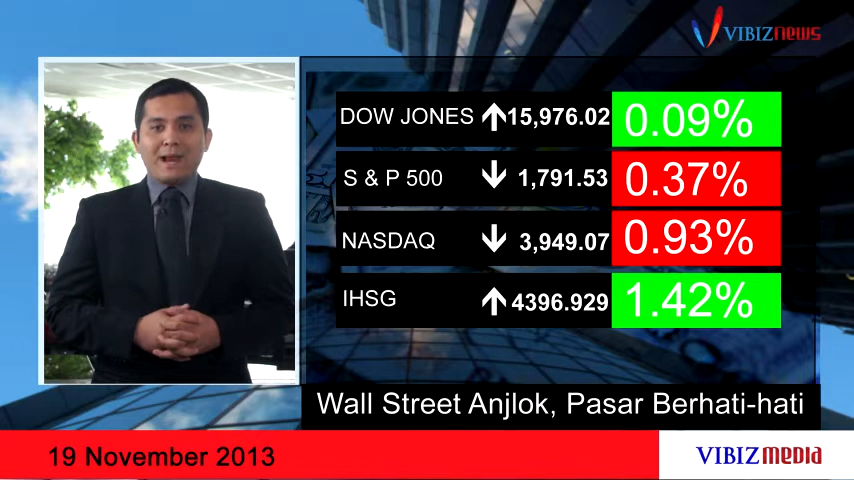 VIBIZnews
DOW JONES 15,976.02 0.09%
S & P 500 1,791.53 0.37%
NASDAQ 3,949.07 0.93%
IHSG 4396.929 1.42%
Wall Street Anjlok, Pasar Berhati-hati
19 November 2013
VIBIZmedia